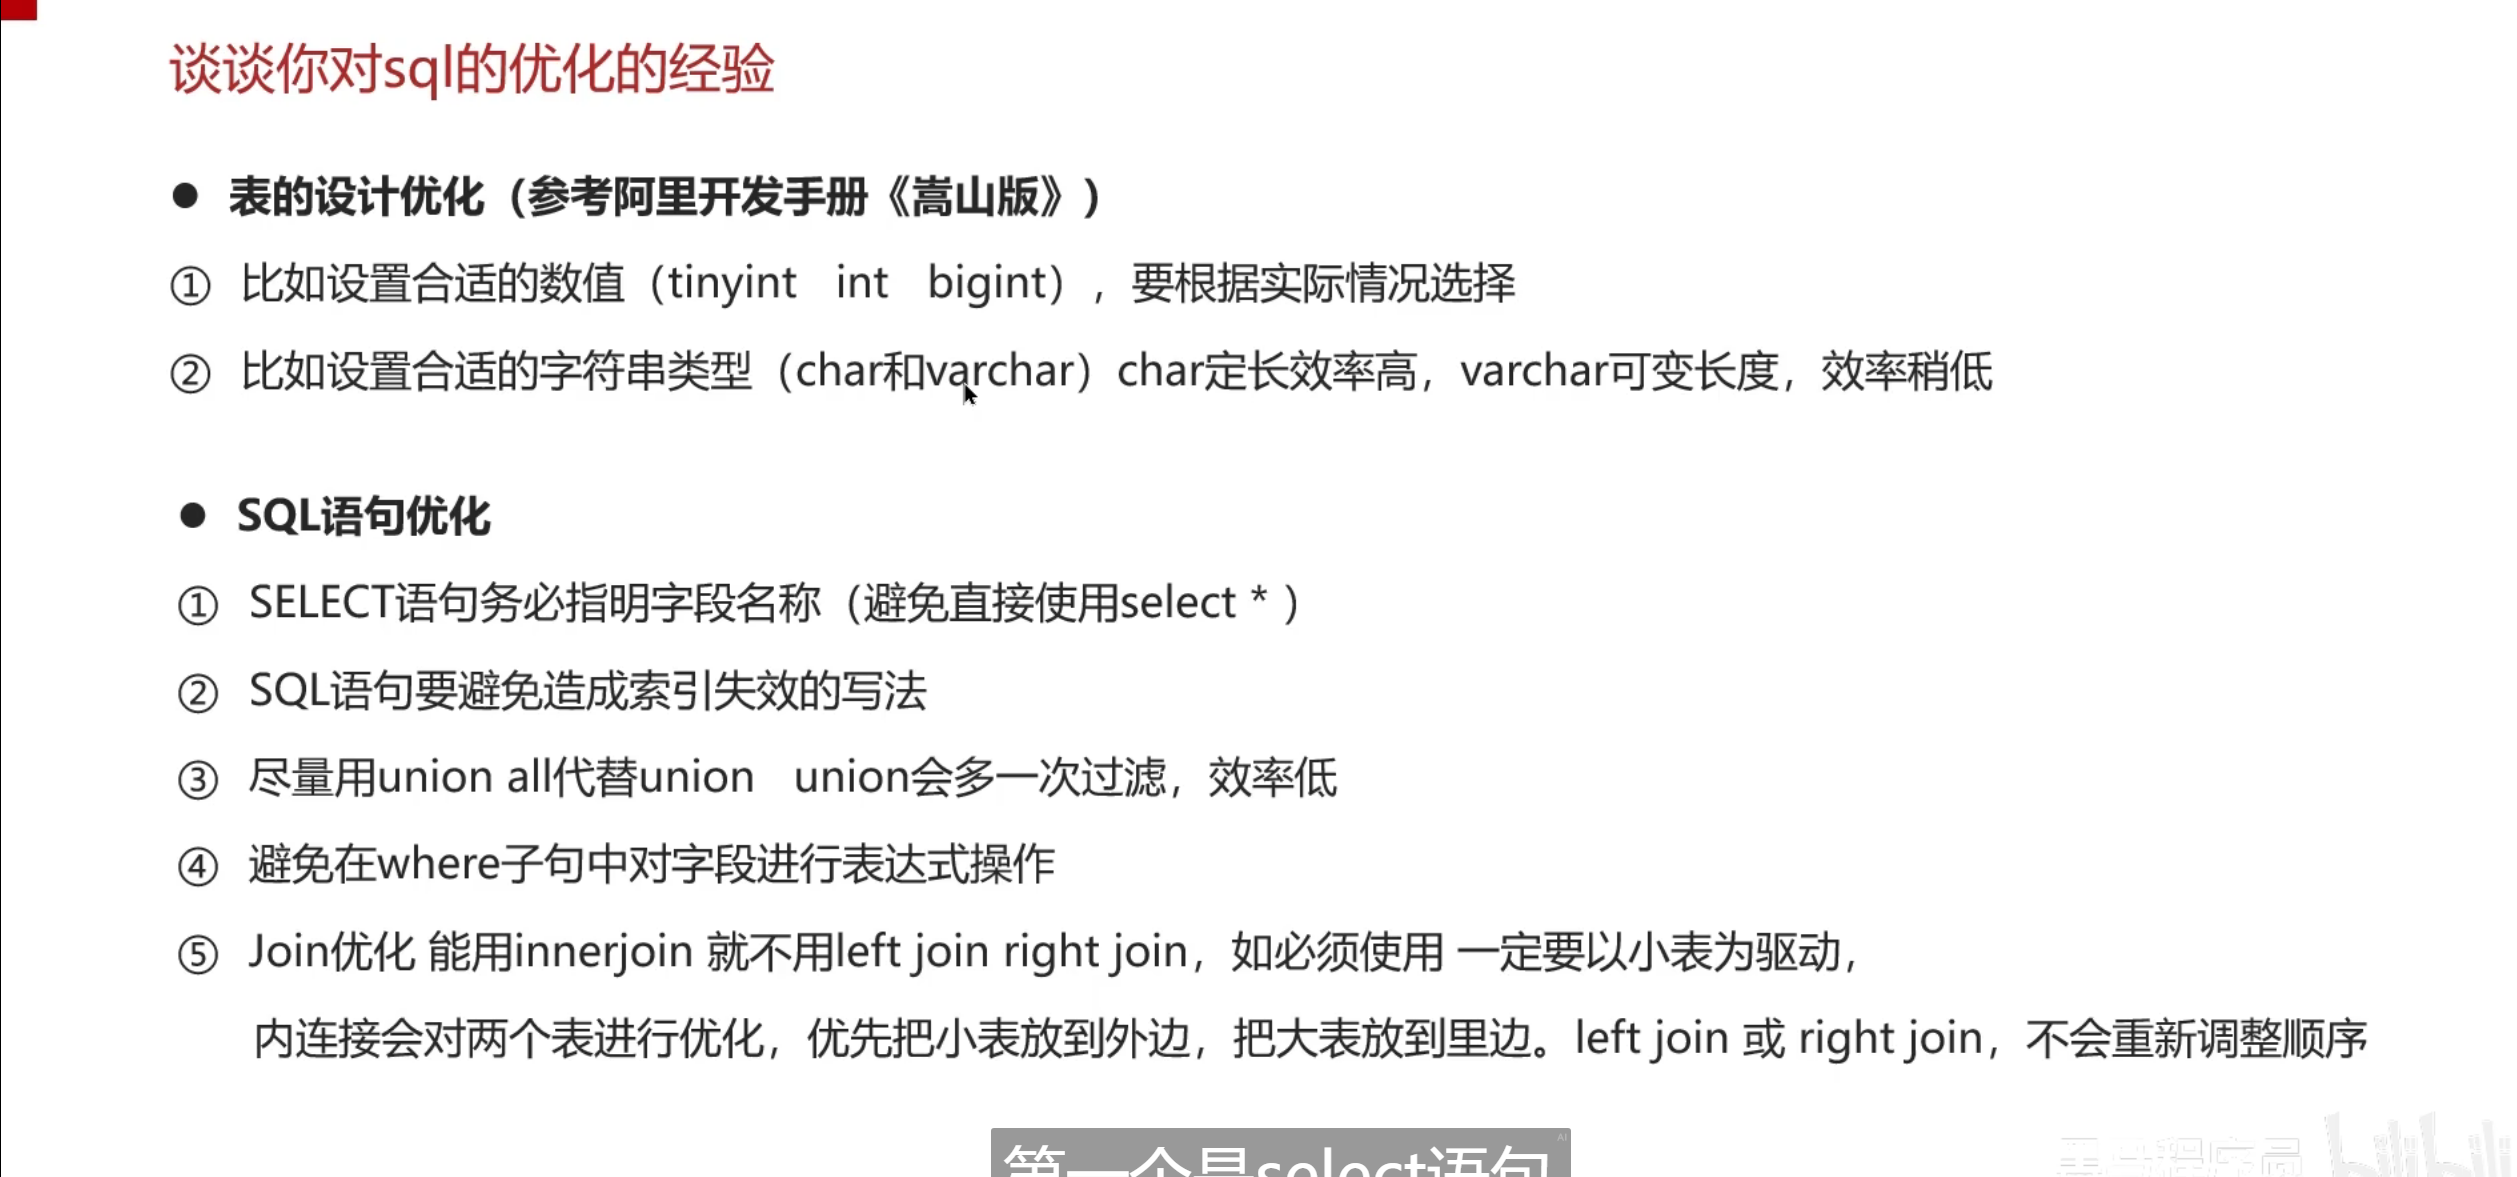 谈谈你对sql的优化的经验
● 表的设计优化（参考阿里开发手册《嵩山版》）
① 比如设置合适的数值（tinyint int bigint），要根据实际情况选择
② 比如设置合适的字符串类型（char和varchar）char定长效率高，varchar可变长度，效率稍低
● SQL语句优化
① SELECT语句务必指明字段名称（避免直接使用select * ）
② SQL语句要避免造成索引失效的写法
③ 尽量用union all代替union union会多一次过滤，效率低
④ 避免在where子句中对字段进行表达式操作
⑤ Join优化 能用innerjoin 就不用left join right join，如必须使用 一定要以小表为驱动，
内连接会对两个表进行优化，优先把小表放到外边，把大表放到里边。left join 或 right join，不会重新调整顺序
第一个是select语句
AI
黑马程序员 bilibili